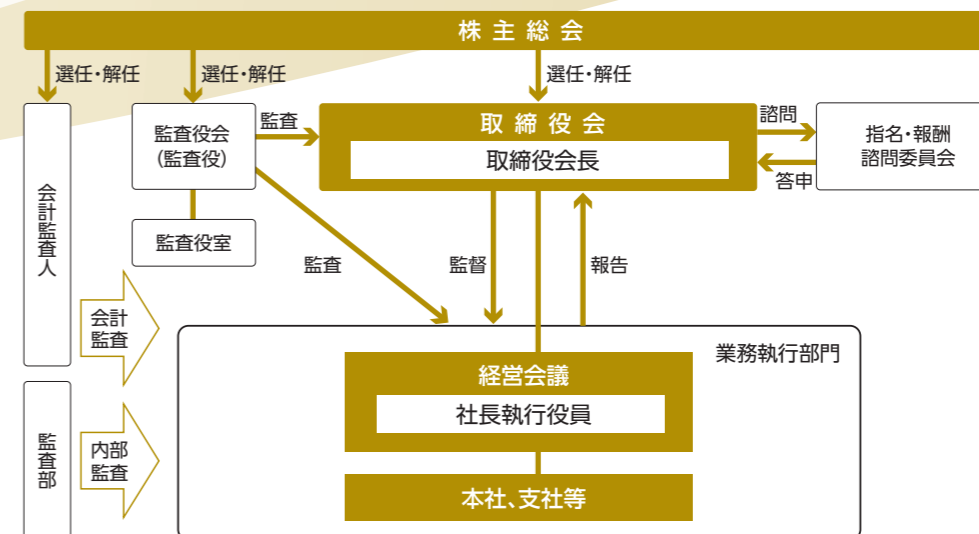 株主総会
選任・解任
選任・解任
選任・解任
会計監査人
監査役会
(監査役)
監査
取締役会
取締役会長
諮問
答申
指名・報酬
諮問委員会
監査役室
監査
監督
報告
会計
監査
業務執行部門
経営会議
社長執行役員
監査部
内部
監査
本社、支社等